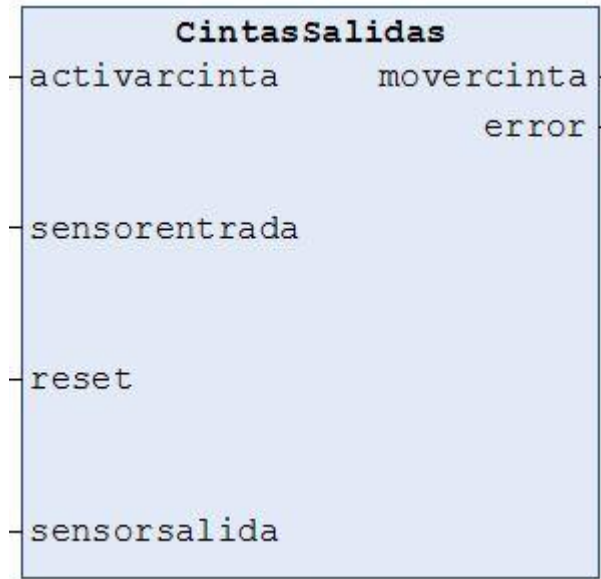 CintasSalidas
activarcinta movercinta
error
sensorentrada
reset
sensorsalida